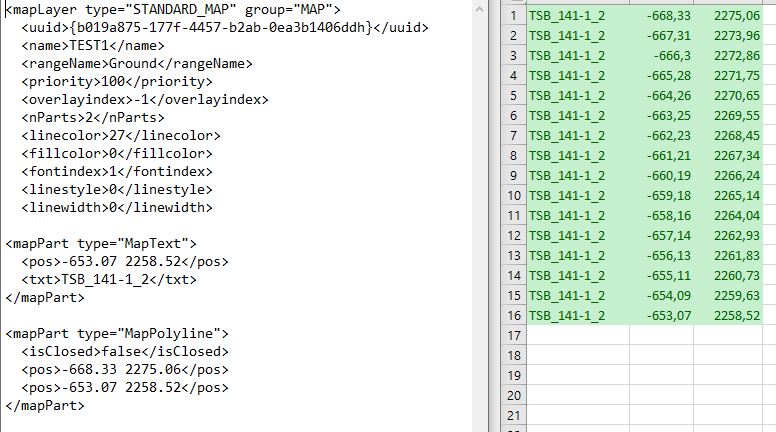 <mapLayer type="STANDARD_MAP" group="MAP">
<uuid>{b019a875-177f-4457-b2ab-0ea3b1406ddh}</uuid>
<name>TEST1</name>
<rangeName>Ground</rangeName>
<priority>100</priority>
<overlayindex>-1</overlayindex>
<nParts>2</nParts>
<linecolor>27</linecolor>
<fillcolor>0</fillcolor>
<fontindex>1</fontindex>
<linestyle>0</linestyle>
<linewidth>0</linewidth>
<mapPart type="MapText">
<pos>-653.07 2258.52</pos>
<txt>TSB_141-1_2</txt>
</mapPart>
<mapPart type="MapPolyline">
<isClosed>false</isClosed>
<pos>-668.33 2275.06</pos>
<pos>-653.07 2258.52</pos>
</mapPart>
1 TSB_141-1_2 -668,33 2275,06
2 TSB_141-1_2 -667,31 2273,96
3 TSB_141-1_2 -666,3 2272,86
4 TSB_141-1_2 -665,28 2271,75
5 TSB_141-1_2 -664,26 2270,65
6 TSB_141-1_2 -663,25 2269,55
7 TSB_141-1_2 -662,23 2268,45
8 TSB_141-1_2 -661,21 2267,34
9 TSB_141-1_2 -660,19 2266,24
10 TSB_141-1_2 -659,18 2265,14
11 TSB_141-1_2 -658,16 2264,04
12 TSB_141-1_2 -657,14 2262,93
13 TSB_141-1_2 -656,13 2261,83
14 TSB_141-1_2 -655,11 2260,73
15 TSB_141-1_2 -654,09 2259,63
16 TSB_141-1_2 -653,07 2258,52
17
18
19
20
21